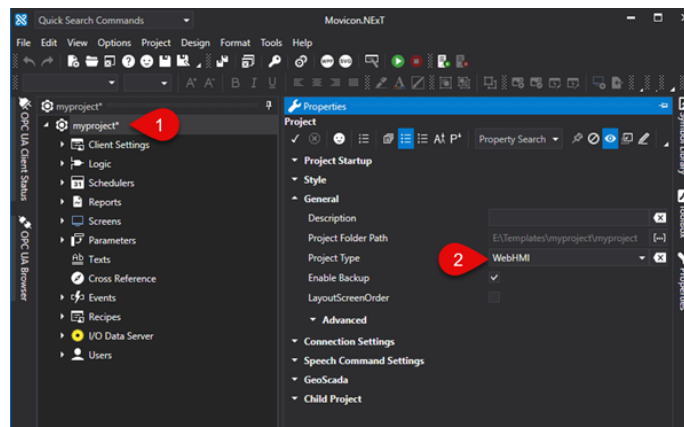 Quick Search Commands
Movicon.NExT
File Edit View Options Project Design Format Tools Help
A A B I U
myproject*
Properties
myproject*
1
Project
Property Search
Client Settings
Logic
Schedulers
Reports
Screens
Parameters
Texts
Cross Reference
Events
Recipes
I/O Data Server
Users
Project Startup
Style
General
Description
Project Folder Path E:\Templates\myproject\myproject
Project Type 2 WebHMI
Enable Backup
LayoutScreenOrder
Advanced
Connection Settings
Speech Command Settings
GeoScada
Child Project
OPC UA Client Status
OPC UA Browser
Symbol Library
Toolbox
Properties